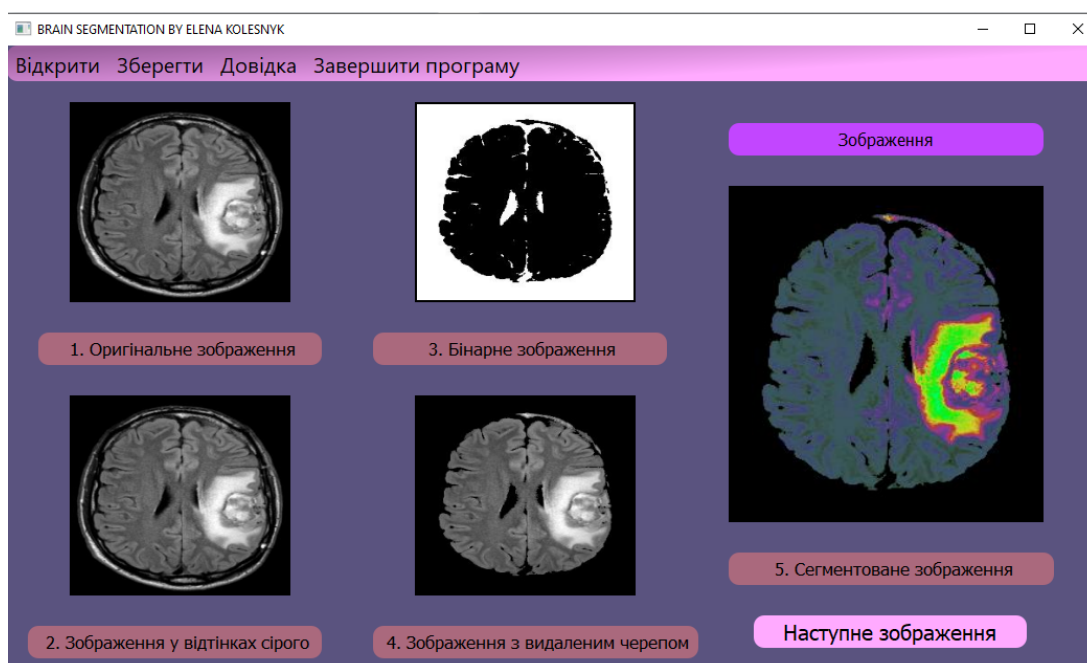 BRAIN SEGMENTATION BY ELENA KOLESNYK
Відкрити Зберегти Довідка Завершити програму
Зображення
1. Оригінальне зображення
3. Бінарне зображення
5. Сегментоване зображення
2. Зображення у відтінках сірого
4. Зображення з видаленим черепом
Наступне зображення